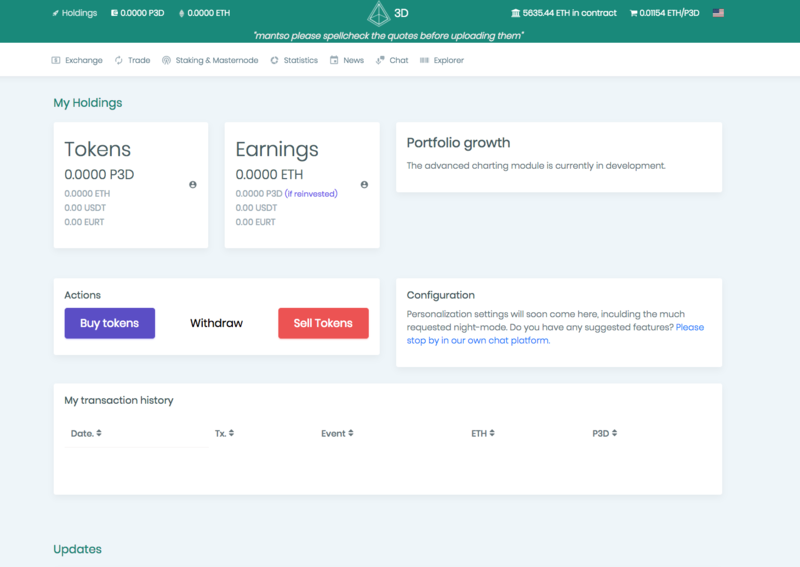 Holdings 0.0000 P3D 0.0000 ETH 3D 5635.44 ETH in contract 0.01154 ETH/P3D
"mantso please spellcheck the quotes before uploading them"
Exchange Trade Staking & Masternode Statistics News Chat Explorer
My Holdings
Tokens
0.0000 P3D
0.0000 ETH
0.00 USDT
0.00 EURT
Earnings
0.0000 ETH
0.0000 P3D (if reinvested)
0.00 USDT
0.00 EURT
Portfolio growth
The advanced charting module is currently in development.
Actions
Buy tokens Withdraw Sell Tokens
Configuration
Personalization settings will soon come here, inculding the much
requested night-mode. Do you have any suggested features? Please
stop by in our own chat platform.
My transaction history
Date. Tx. Event ETH P3D
Updates